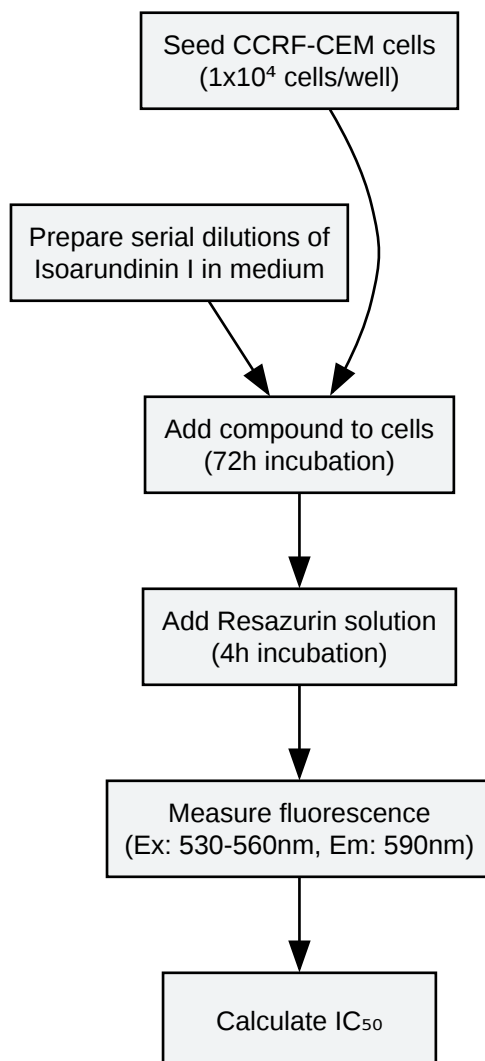 Seed CCRF-CEM cells
(1x10⁴ cells/well)
Prepare serial dilutions of
Isoarundinin I in medium
Add compound to cells
(72h incubation)
Add Resazurin solution
(4h incubation)
Measure fluorescence
(Ex: 530-560nm, Em: 590nm)
Calculate IC₅₀